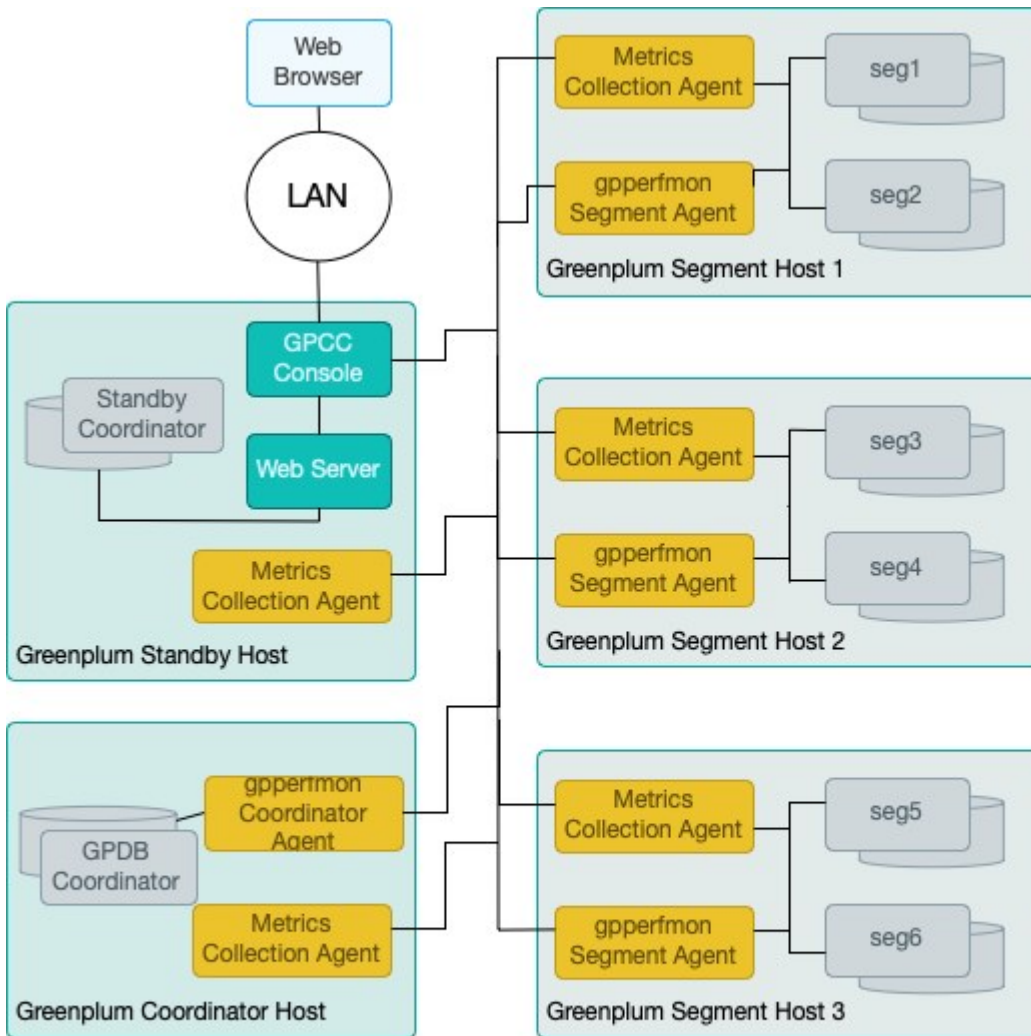 Web
Browser
LAN
GPCC
Console
Standby
Coordinator
Web Server
Metrics
Collection Agent
Greenplum Standby Host
gpperfmon
Coordinator
Agent
GPDB
Coordinator
Metrics
Collection Agent
Greenplum Coordinator Host
Metrics
Collection Agent
seg1
gpperfmon
Segment Agent
seg2
Greenplum Segment Host 1
Metrics
Collection Agent
seg3
gpperfmon
Segment Agent
seg4
Greenplum Segment Host 2
Metrics
Collection Agent
seg5
gpperfmon
Segment Agent
seg6
Greenplum Segment Host 3